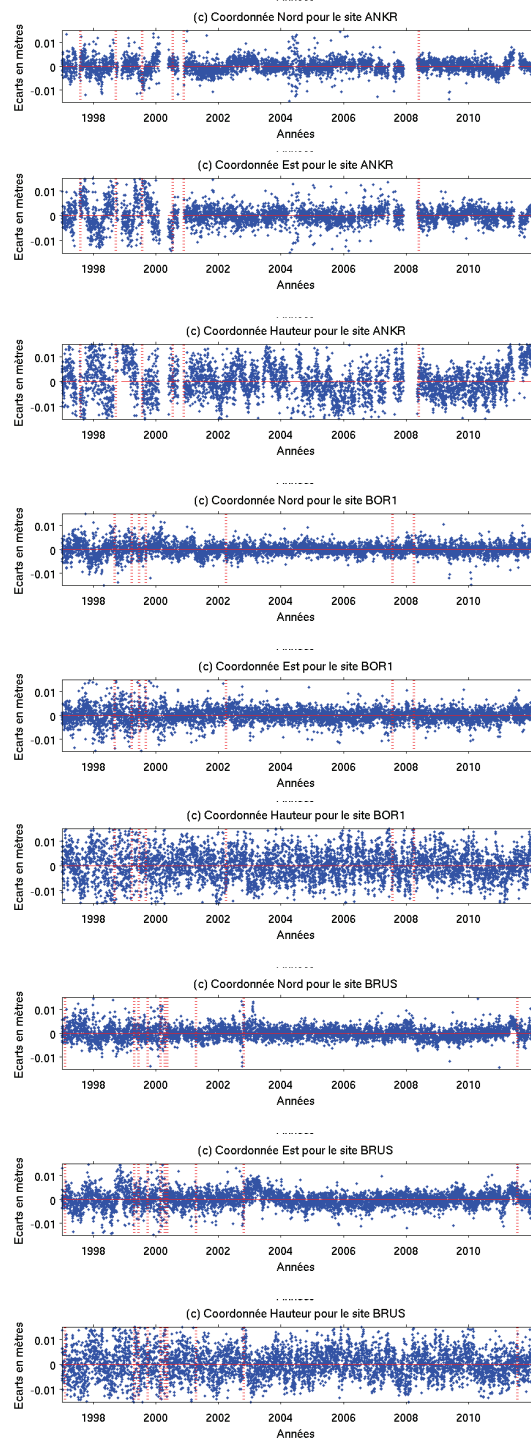 (c) Coordonnée Nord pour le site ANKR
Ecarts en mètres
0.01
0
-0.01
1998 2000 2002 2004 2006 2008 2010
Années
(c) Coordonnée Est pour le site ANKR
Ecarts en mètres
0.01
0
-0.01
1998 2000 2002 2004 2006 2008 2010
Années
(c) Coordonnée Hauteur pour le site ANKR
Ecarts en mètres
0.01
0
-0.01
1998 2000 2002 2004 2006 2008 2010
Années
(c) Coordonnée Nord pour le site BOR1
Ecarts en mètres
0.01
0
-0.01
1998 2000 2002 2004 2006 2008 2010
Années
(c) Coordonnée Est pour le site BOR1
Ecarts en mètres
0.01
0
-0.01
1998 2000 2002 2004 2006 2008 2010
Années
(c) Coordonnée Hauteur pour le site BOR1
Ecarts en mètres
0.01
0
-0.01
1998 2000 2002 2004 2006 2008 2010
Années
(c) Coordonnée Nord pour le site BRUS
Ecarts en mètres
0.01
0
-0.01
1998 2000 2002 2004 2006 2008 2010
Années
(c) Coordonnée Est pour le site BRUS
Ecarts en mètres
0.01
0
-0.01
1998 2000 2002 2004 2006 2008 2010
Années
(c) Coordonnée Hauteur pour le site BRUS
Ecarts en mètres
0.01
0
-0.01
1998 2000 2002 2004 2006 2008 2010
Années